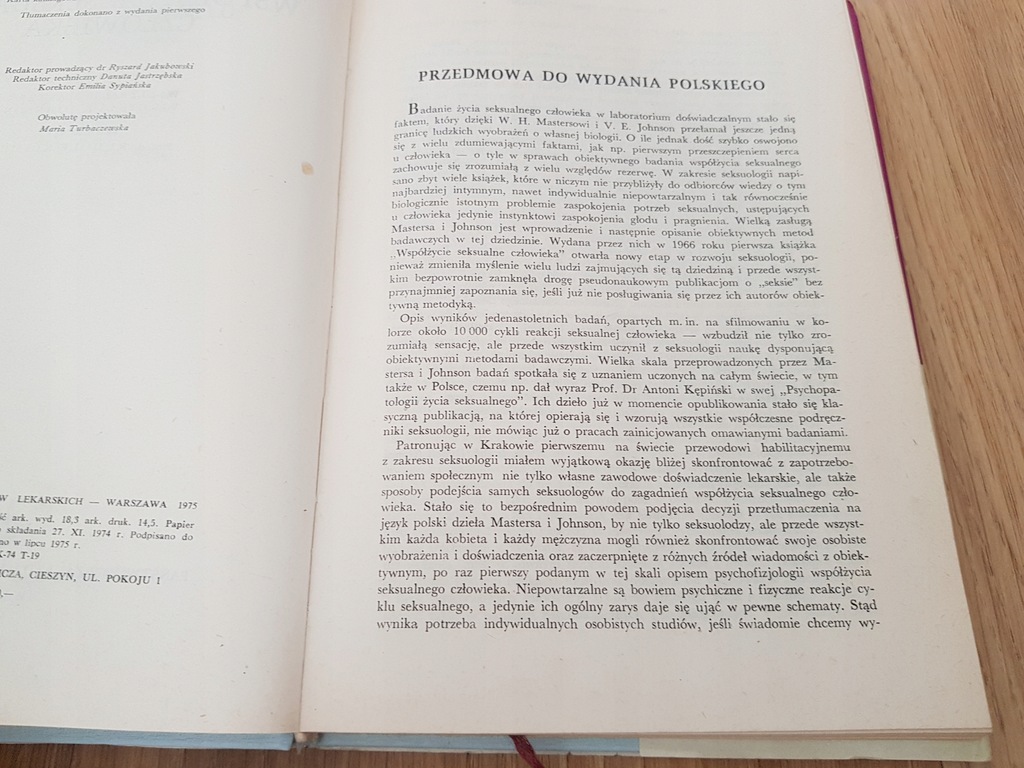 Tłumaczenia dokonano z wydania pierwszego
Redaktor prowadzący dr Ryszard Jakubowski
Redaktor techniczny Danuta Jastrzębska
Korektor Emilia Sypiańska
Obwolutę projektowała
Maria Turbaczewska
W LEKARSKICH — WARSZAWA 1975
ark. wyd. 18,3 ark. druk. 14,5. Papier
składania 27. XI. 1974 r. Podpisano do
no w lipcu 1975 r.
K-74 T-19
ICZA, CIESZYN, UL. POKOJU 1
,—
PRZEDMOWA DO WYDANIA POLSKIEGO
Badanie życia seksualnego człowieka w laboratorium doświadczalnym stało się
faktem, który dzięki W. H. Mastersowi i V. E. Johnson przełamał jeszcze jedną
granicę ludzkich wyobrażeń o własnej biologii. O ile jednak dość szybko oswojono
się z wielu zdumiewającymi faktami, jak np. pierwszym przeszczepieniem serca
u człowieka — o tyle w sprawach obiektywnego badania współżycia seksualnego
zachowuje się zrozumiałą z wielu względów rezerwę. W zakresie seksuologii napi-
sano zbyt wiele książek, które w niczym nie przybliżyły do odbiorców wiedzy o tym
najbardziej intymnym, nawet indywidualnie niepowtarzalnym i tak równocześnie
biologicznie istotnym problemie zaspokojenia potrzeb seksualnych, ustępujących
u człowieka jedynie instynktowi zaspokojenia głodu i pragnienia. Wielką zasługą
Mastersa i Johnson jest wprowadzenie i następnie opisanie obiektywnych metod
badawczych w tej dziedzinie. Wydana przez nich w 1966 roku pierwsza książka
„Współżycie seksualne człowieka” otwarła nowy etap w rozwoju seksuologii, po-
nieważ zmieniła myślenie wielu ludzi zajmujących się tą dziedziną i przede wszyst-
kim bezpowrotnie zamknęła drogę pseudonaukowym publikacjom o „seksie” bez
przynajmniej zapoznania się, jeśli już nie posługiwania się przez ich autorów obiek-
tywną metodyką.
Opis wyników jedenastoletnich badań, opartych m. in. na sfilmowaniu w ko-
lorze około 10 000 cykli reakcji seksualnej człowieka — wzbudził nie tylko zro-
zumiałą sensację, ale przede wszystkim uczynił z seksuologii naukę dysponującą
obiektywnymi metodami badawczymi. Wielka skala przeprowadzonych przez Ma-
stersa i Johnson badań spotkała się z uznaniem uczonych na całym świecie, w tym
także w Polsce, czemu np. dał wyraz Prof. Dr Antoni Kępiński w swej „Psychopa-
tologii życia seksualnego”. Ich dzieło już w momencie opublikowania stało się kla-
syczną publikacją, na której opierają się i wzorują wszystkie współczesne podręcz-
niki seksuologii, nie mówiąc już o pracach zainicjowanych omawianymi badaniami.
Patronując w Krakowie pierwszemu na świecie przewodowi habilitacyjnemu
z zakresu seksuologii miałem wyjątkową okazję bliżej skonfrontować z zapotrzebo-
waniem społecznym nie tylko własne zawodowe doświadczenie lekarskie, ale także
sposoby podejścia samych seksuologów do zagadnień współżycia seksualnego czło-
wieka. Stało się to bezpośrednim powodem podjęcia decyzji przetłumaczenia na
język polski dzieła Mastersa i Johnson, by nie tylko seksuolodzy, ale przede wszyst-
kim każda kobieta i każdy mężczyzna mogli również skonfrontować swoje osobiste
wyobrażenia i doświadczenia oraz zaczerpnięte z różnych źródeł wiadomości z obiek-
tywnym, po raz pierwszy podanym w tej skali opisem psychofizjologii współżycia
seksualnego człowieka. Niepowtarzalne są bowiem psychiczne i fizyczne reakcje cy-
klu seksualnego, a jedynie ich ogólny zarys daje się ująć w pewne schematy. Stąd
wynika potrzeba indywidualnych osobistych studiów, jeśli świadomie chcemy wy-